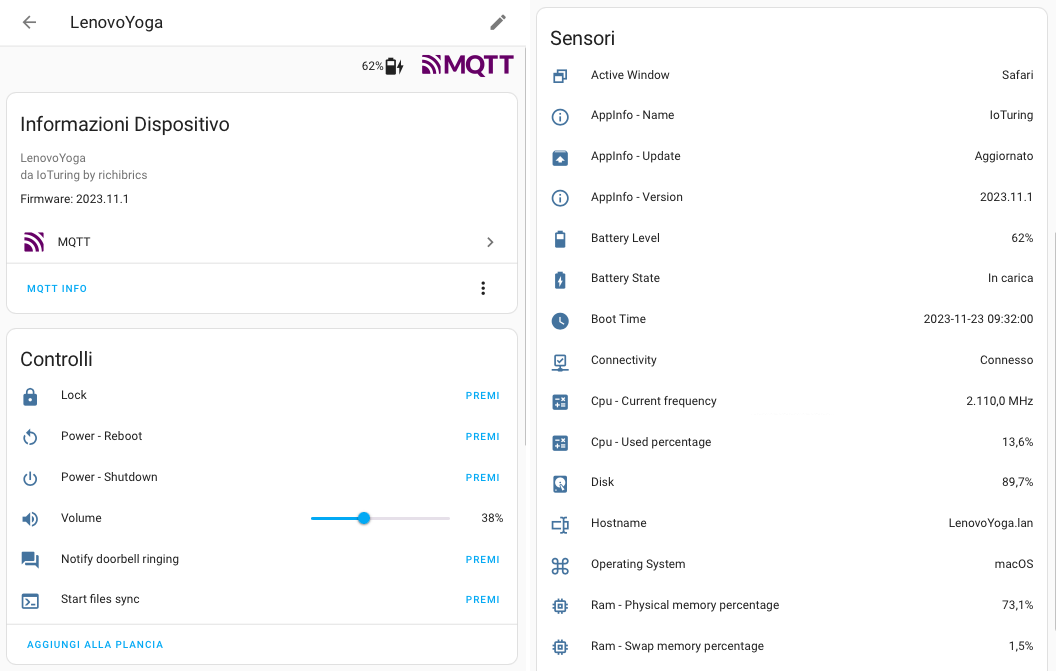 LenovoYoga
62%
MQTT
Informazioni Dispositivo
LenovoYoga
da IoTuring by richibrics
Firmware: 2023.11.1
MQTT
MQTT INFO
Controlli
Lock PREMI
Power - Reboot PREMI
Power - Shutdown PREMI
Volume 38%
Notify doorbell ringing PREMI
Start files sync PREMI
AGGIUNGI ALLA PLANCIA
Sensori
Active Window Safari
AppInfo - Name IoTuring
AppInfo - Update Aggiornato
AppInfo - Version 2023.11.1
Battery Level 62%
Battery State In carica
Boot Time 2023-11-23 09:32:00
Connectivity Connesso
Cpu - Current frequency 2.110,0 MHz
Cpu - Used percentage 13,6%
Disk 89,7%
Hostname LenovoYoga.lan
Operating System macOS
Ram - Physical memory percentage 73,1%
Ram - Swap memory percentage 1,5%